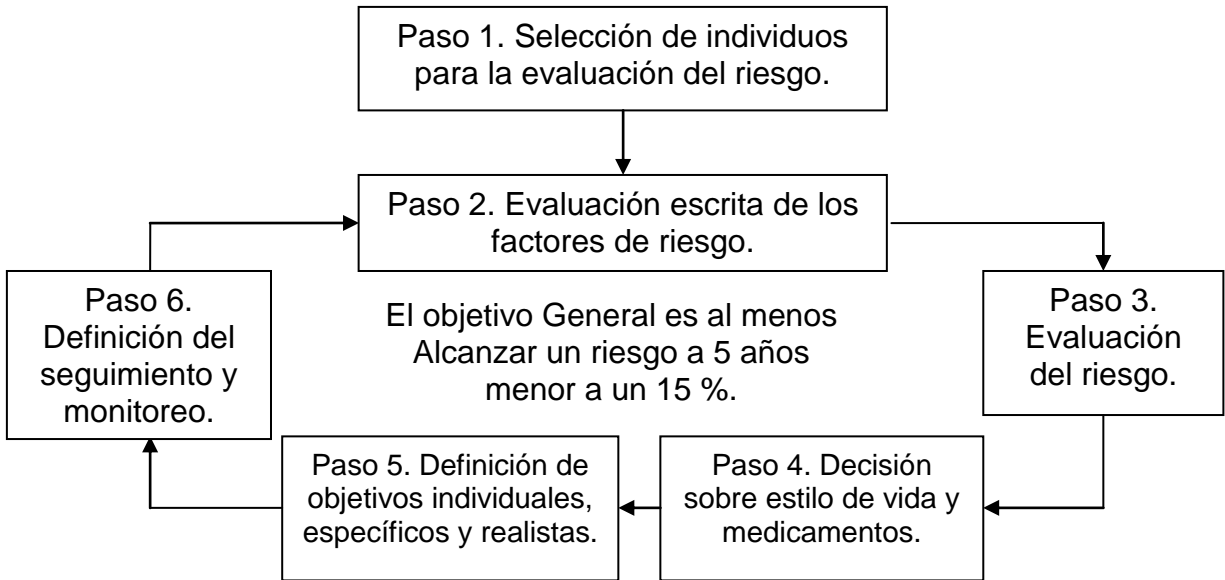 Paso 1. Selección de individuos
para la evaluación del riesgo.
Paso 2. Evaluación escrita de los
factores de riesgo.
Paso 3.
Evaluación
del riesgo.
Paso 4. Decisión
sobre estilo de vida y
medicamentos.
Paso 5. Definición de
objetivos individuales,
específicos y realistas.
Paso 6.
Definición del
seguimiento y
monitoreo.
El objetivo General es al menos
Alcanzar un riesgo a 5 años
menor a un 15 %.